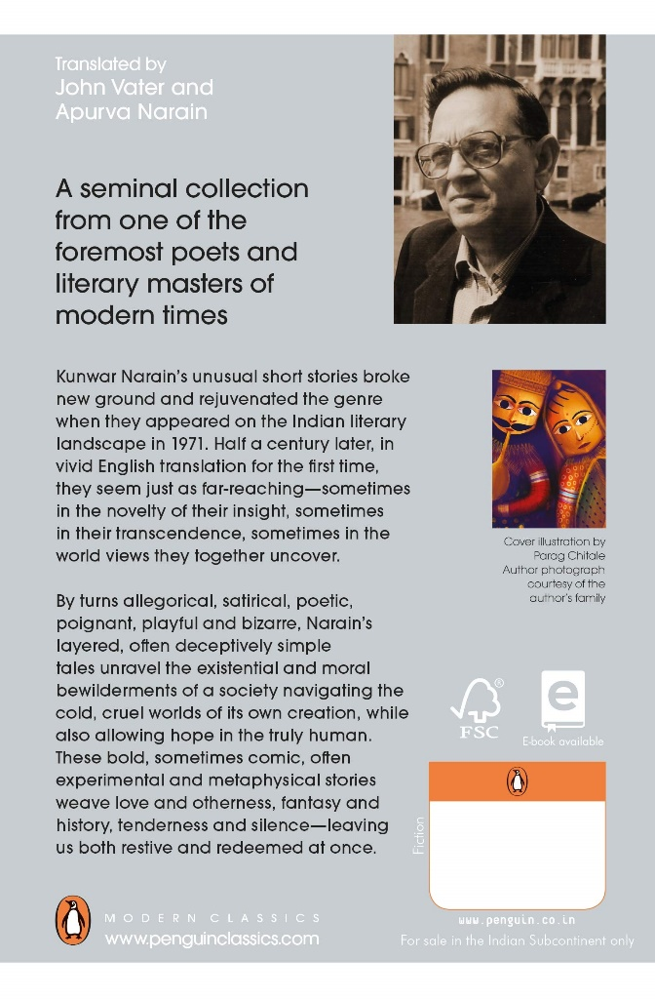 Translated by
John Vater and
Apurva Narain
A seminal collection
from one of the
foremost poets and
literary masters of
modern times
Kunwar Narain's unusual short stories broke
new ground and rejuvenated the genre
when they appeared on the Indian literary
landscape in 1971. Half a century later, in
vivid English translation for the first time,
they seem just as far-reaching—sometimes
in the novelty of their insight, sometimes
in their transcendence, sometimes in the
world views they together uncover.
By turns allegorical, satirical, poetic,
poignant, playful and bizarre, Narain's
layered, often deceptively simple
tales unravel the existential and moral
bewilderments of a society navigating the
cold, cruel worlds of its own creation, while
also allowing hope in the truly human.
These bold, sometimes comic, often
experimental and metaphysical stories
weave love and otherness, fantasy and
history, tenderness and silence—leaving
us both restive and redeemed at once.
Cover illustration by
Parag Chitale
Author photograph
courtesy of the
author's family
®
FSC
e
E-book available
Fiction
MODERN CLASSICS
www.penguinclassics.com
www.penguin.co.in
For sale in the Indian Subcontinent only